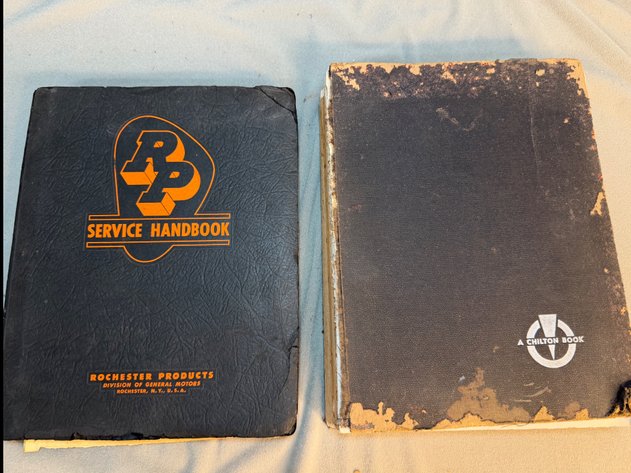 RP
SERVICE HANDBOOK
ROCHESTER PRODUCTS
DIVISION OF GENERAL MOTORS
ROCHESTER, N.Y., U.S.A.
A CHILTON BOOK